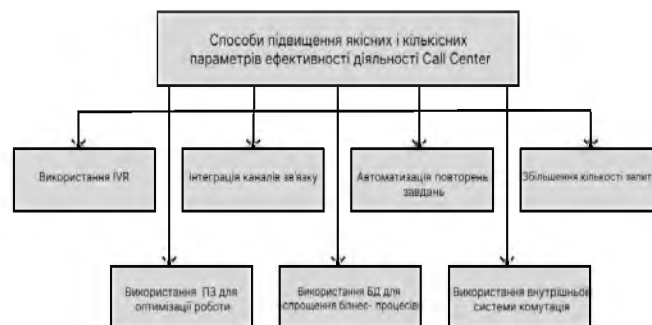 Способи підвищення якісних і кількісних
параметрів ефективності діяльності Call Center
Використання IVR
Інтеграція каналів зв'язку
Автоматизація повторень
завдань
Збільшення кількості запит
Використання ПЗ для
оптимізації роботи
Використання БД для
спрощення бізнес- процесів
Використання внутрішньої
системи комутація